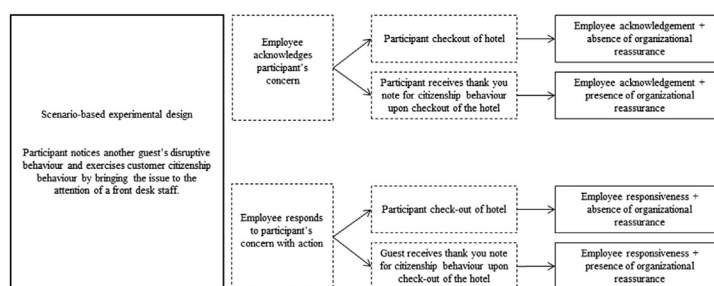 Scenario-based experimental design
Participant notices another guest's disruptive
behaviour and exercises customer citizenship
behaviour by bringing the issue to the
attention of a front desk staff.
Employee
acknowledges
participant's
concern
Participant checkout of hotel
Employee acknowledgement +
absence of organizational
reassurance
Participant receives thank you
note for citizenship behaviour
upon checkout of the hotel
Employee acknowledgement +
presence of organizational
reassurance
Employee responds
to participant's
concern with action
Participant check-out of hotel
Employee responsiveness +
absence of organizational
reassurance
Guest receives thank you note
for citizenship behaviour upon
check-out of the hotel
Employee responsiveness +
presence of organizational
reassurance